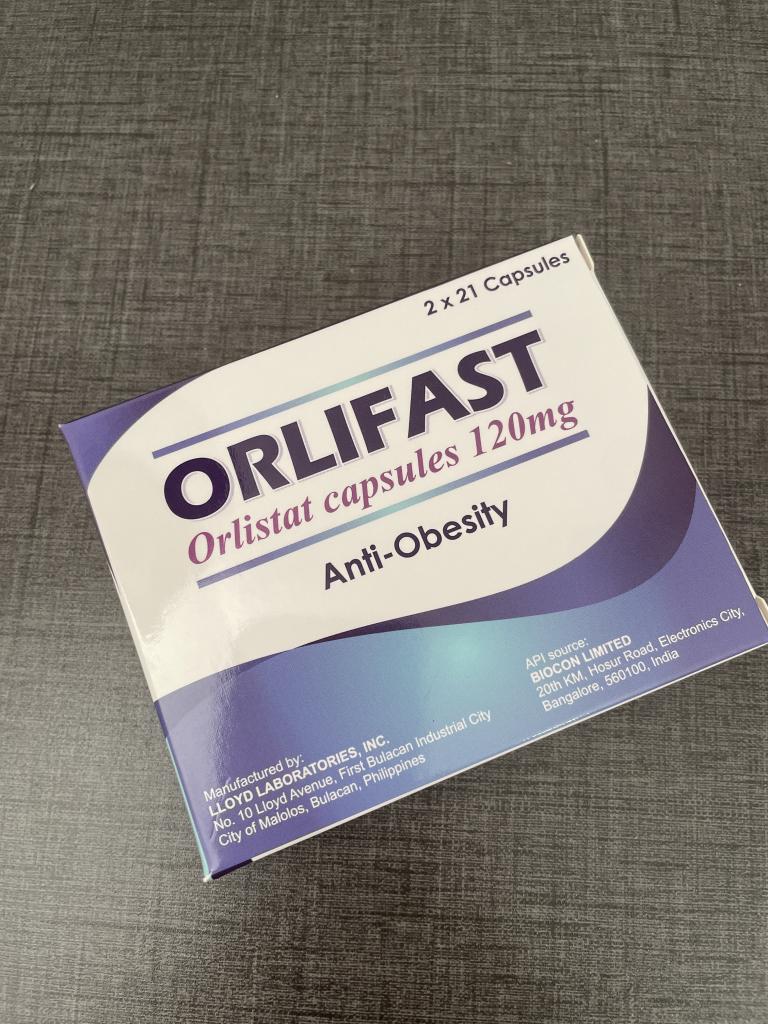 2 x 21 Capsules
ORLIFAST
Orlistat capsules 120mg
Anti-Obesity
API source:
BIOCON LIMITED
20th KM, Hosur Road, Electronics City,
Bangalore, 560100, India
Manufactured by:
LLOYD LABORATORIES, INC.
No. 10 Lloyd Avenue, First Bulacan Industrial City
City of Malolos, Bulacan, Philippines